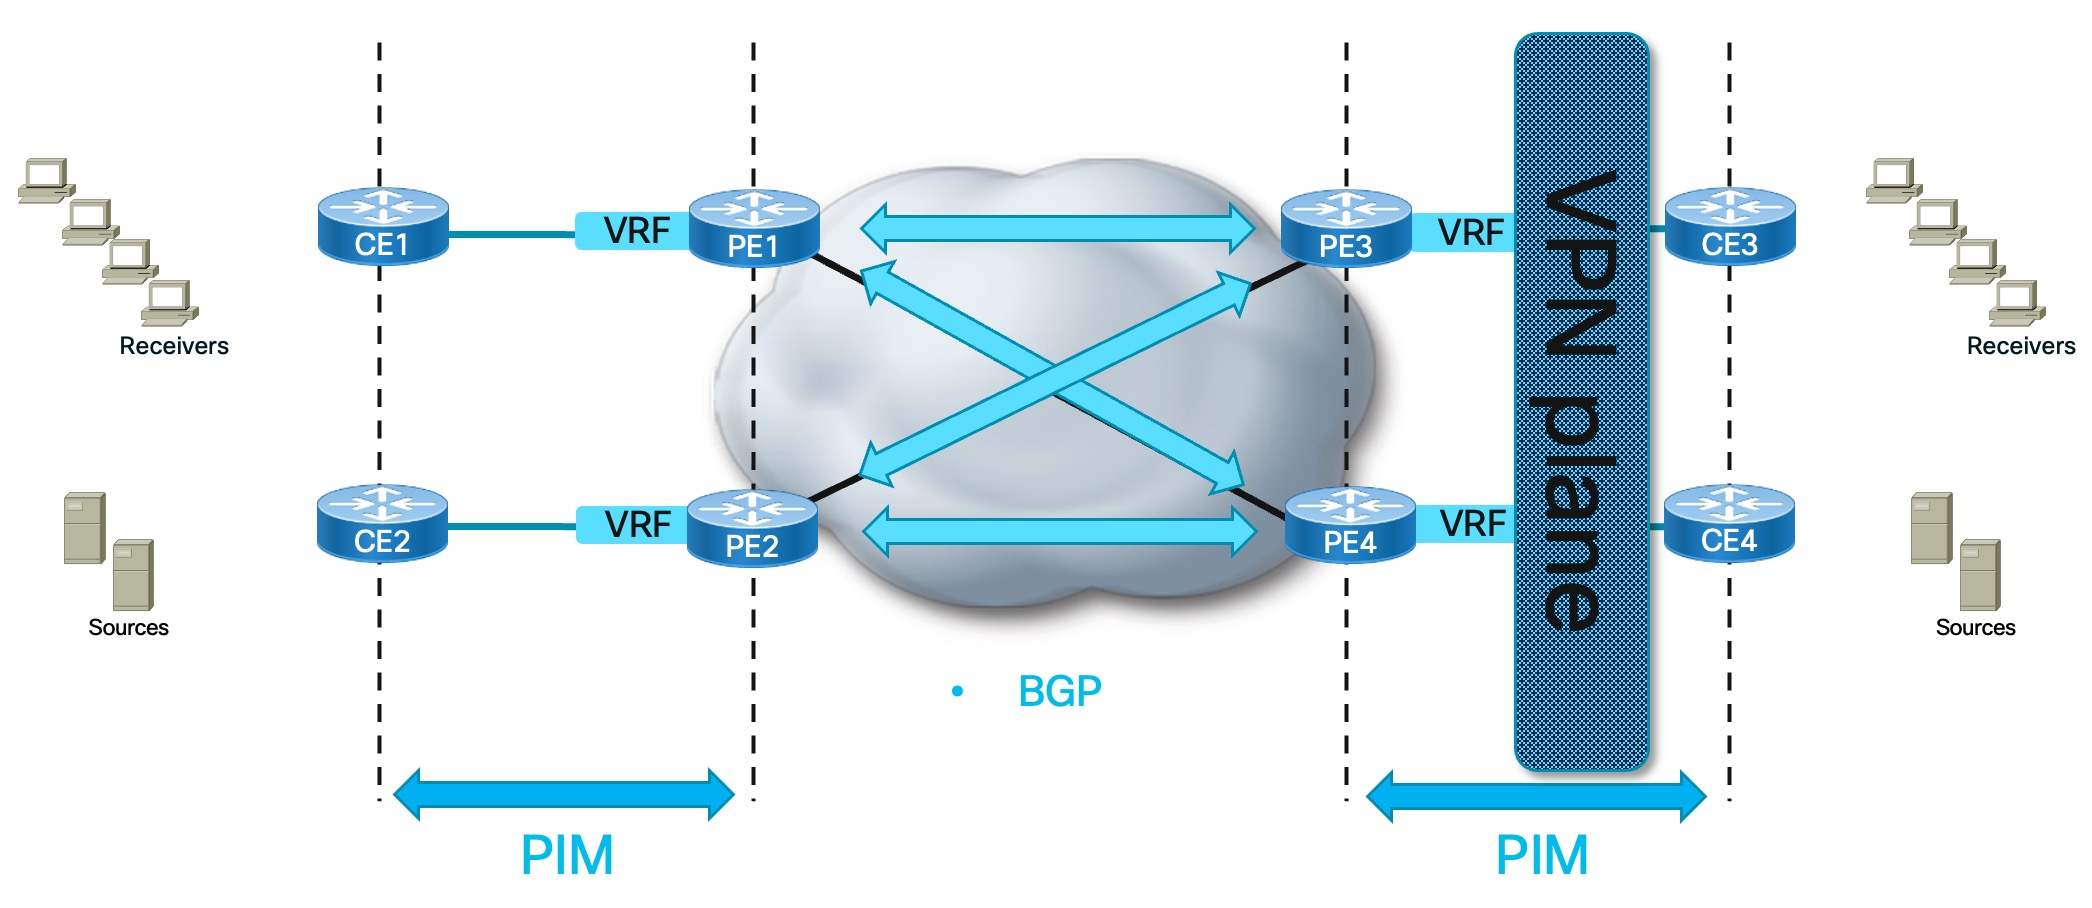 CE1
VRF
PE1
PE3
VRF
CE3
VPN plane
Receivers
Receivers
CE2
VRF
PE2
PE4
VRF
CE4
Sources
Sources
• BGP
PIM
PIM